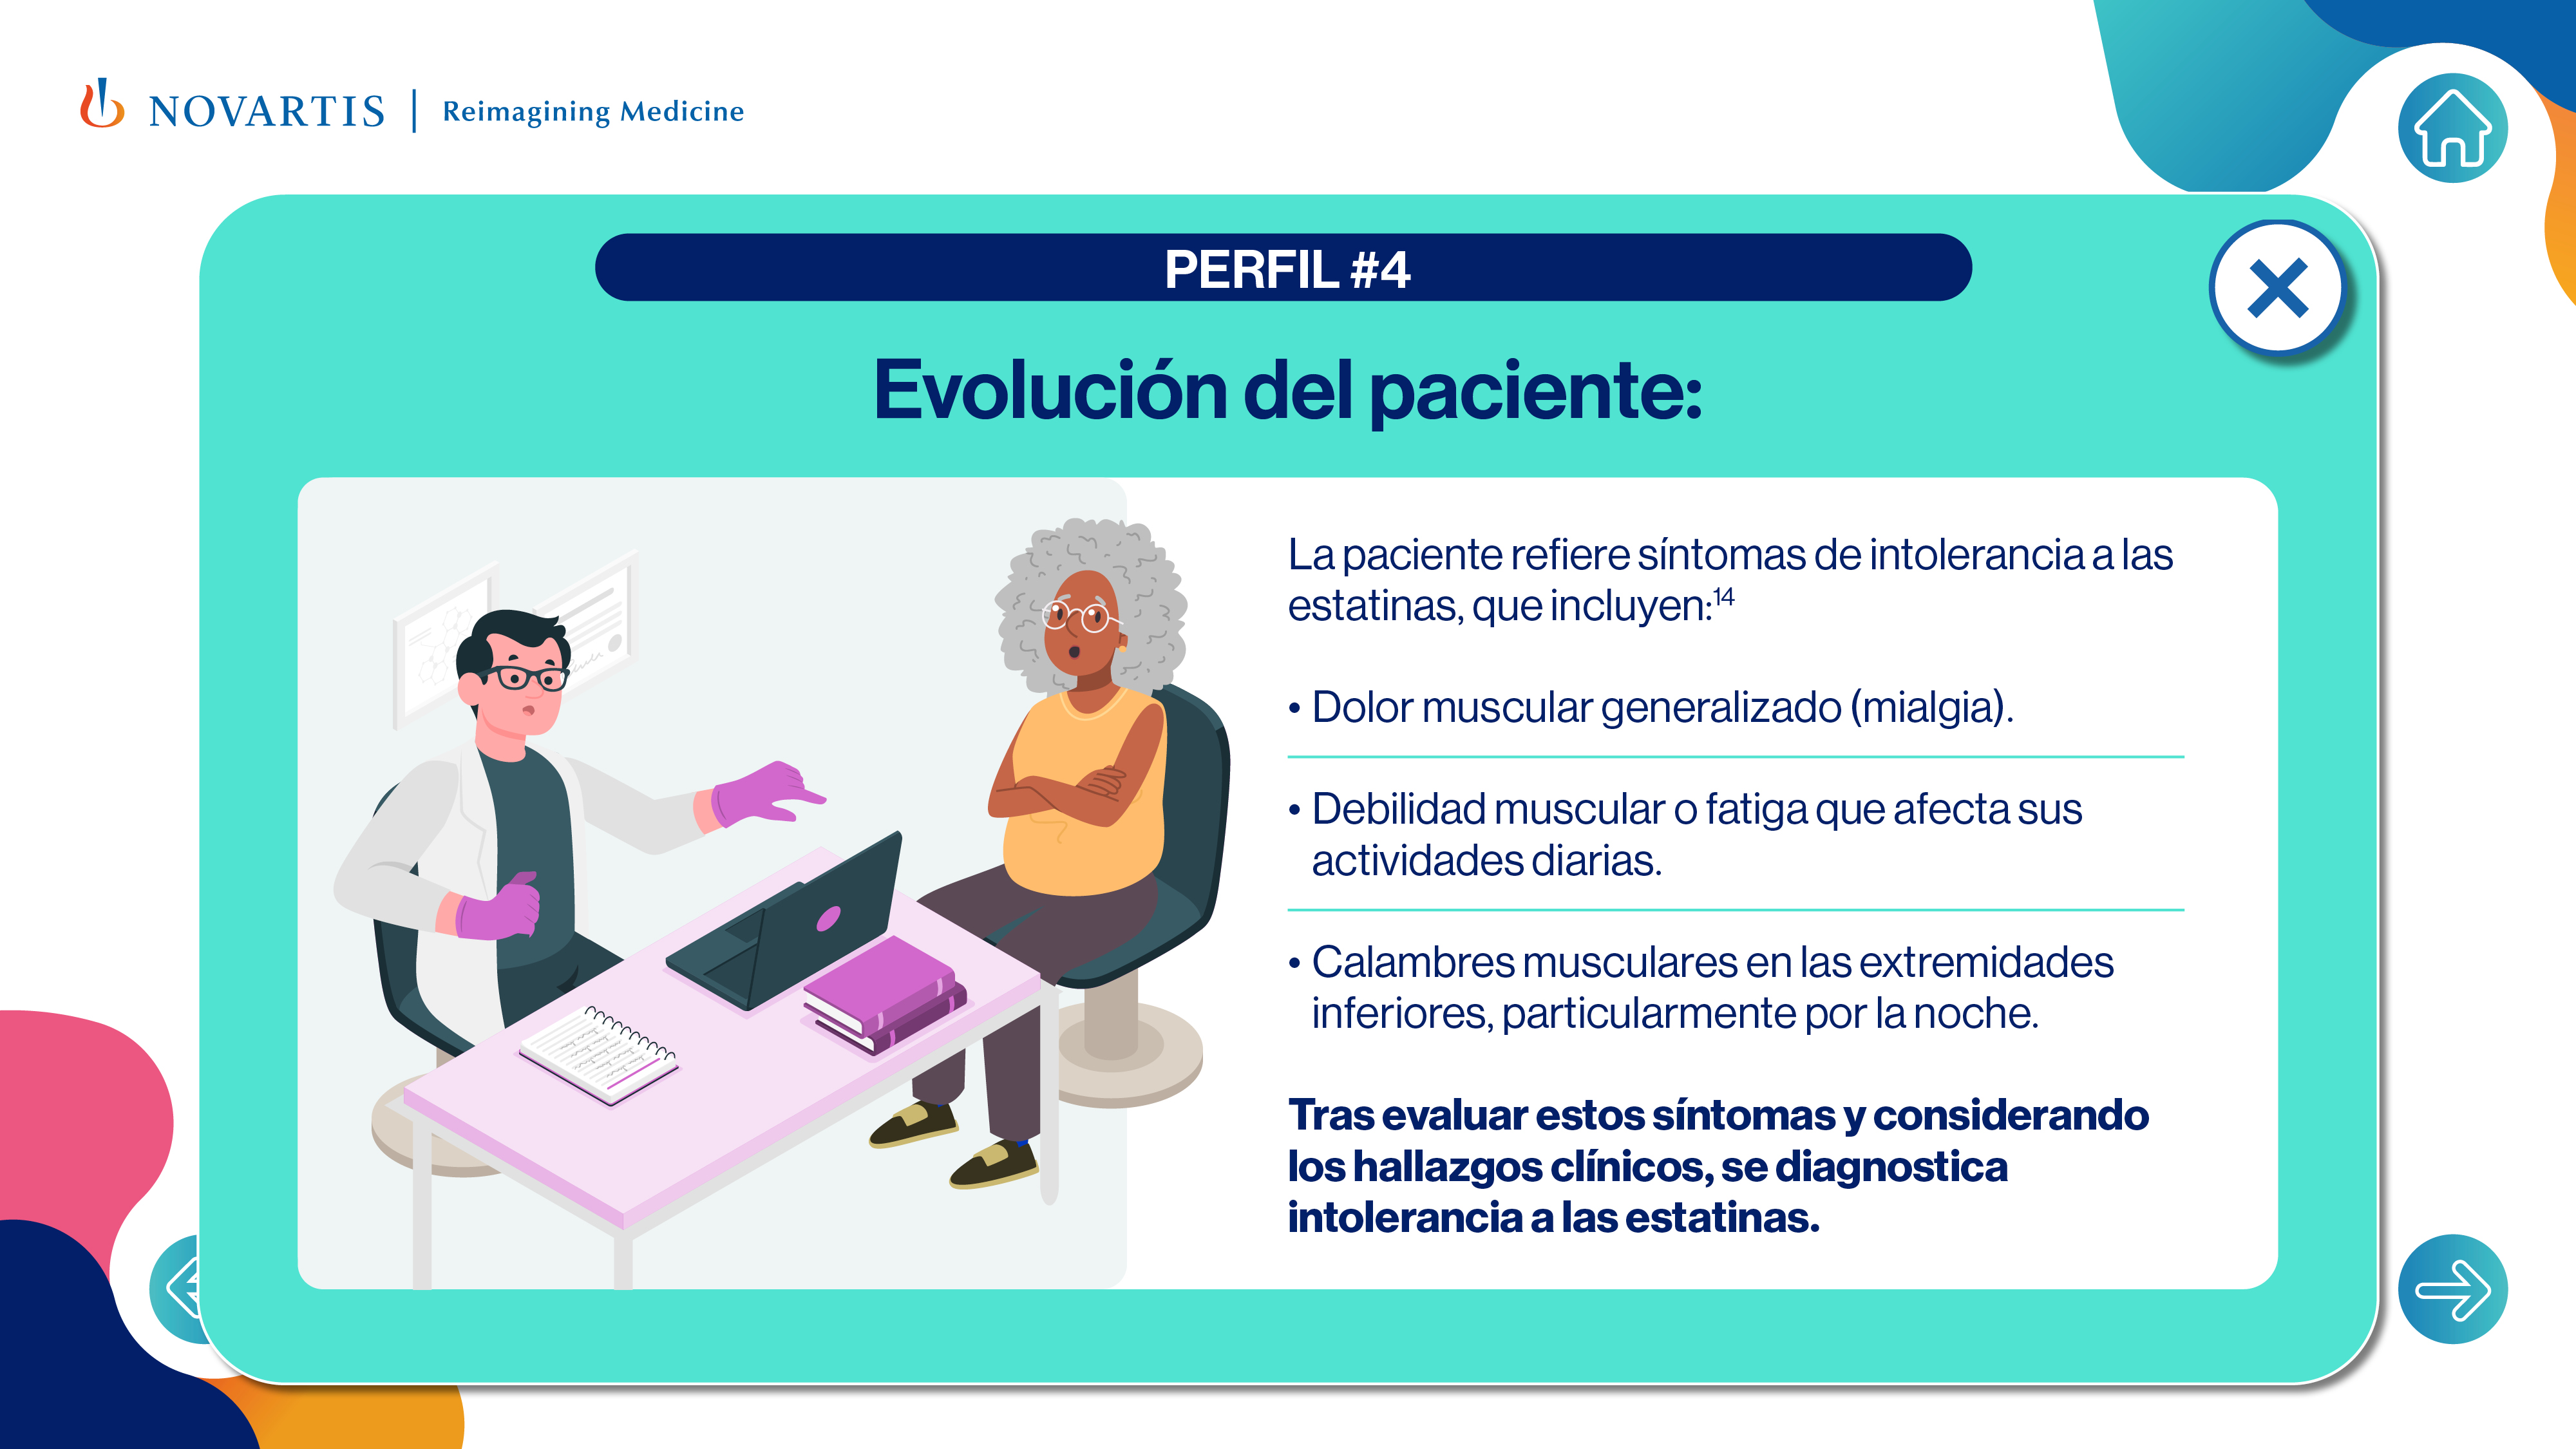 NOVARTIS | Reimagining Medicine
PERFIL #4
Evolución del paciente:
La paciente refiere síntomas de intolerancia a las
estatinas, que incluyen:¹⁴
• Dolor muscular generalizado (mialgia).
• Debilidad muscular o fatiga que afecta sus
actividades diarias.
• Calambres musculares en las extremidades
inferiores, particularmente por la noche.
Tras evaluar estos síntomas y considerando
los hallazgos clínicos, se diagnostica
intolerancia a las estatinas.